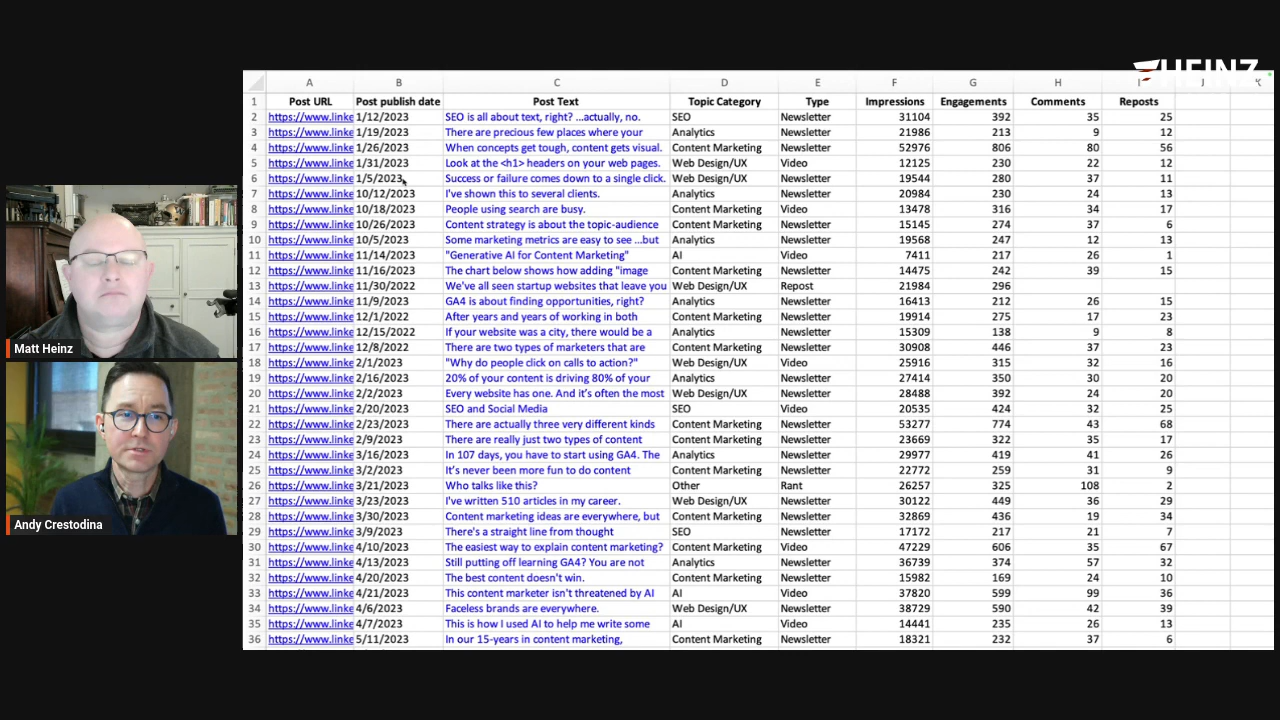 HEINZ
A B C D E F G H I J K
1 Post URL Post publish date Post Text Topic Category Type Impressions Engagements Comments Reposts
2 https://www.linke 1/12/2023 SEO is all about text, right? ...actually, no. SEO Newsletter 31104 392 35 25
3 https://www.linke 1/19/2023 There are precious few places where your Analytics Newsletter 21986 213 9 12
4 https://www.linke 1/26/2023 When concepts get tough, content gets visual. Content Marketing Newsletter 52976 806 80 56
5 https://www.linke 1/31/2023 Look at the <h1> headers on your web pages. Web Design/UX Video 12125 230 22 12
6 https://www.linke 1/5/2023 Success or failure comes down to a single click. Web Design/UX Newsletter 19544 280 37 11
7 https://www.linke 10/12/2023 I've shown this to several clients. Analytics Newsletter 20984 230 24 13
8 https://www.linke 10/18/2023 People using search are busy. Content Marketing Video 13478 316 34 17
9 https://www.linke 10/26/2023 Content strategy is about the topic-audience Content Marketing Newsletter 15145 274 37 6
10 https://www.linke 10/5/2023 Some marketing metrics are easy to see ...but Analytics Newsletter 19568 247 12 13
11 https://www.linke 11/14/2023 "Generative AI for Content Marketing" AI Video 7411 217 26 1
12 https://www.linke 11/16/2023 The chart below shows how adding "image Content Marketing Newsletter 14475 242 39 15
13 https://www.linke 11/30/2022 We've all seen startup websites that leave you Web Design/UX Repost 21984 296
14 https://www.linke 11/9/2023 GA4 is about finding opportunities, right? Analytics Newsletter 16413 212 26 15
15 https://www.linke 12/1/2022 After years and years of working in both Content Marketing Newsletter 19914 275 17 23
16 https://www.linke 12/15/2022 If your website was a city, there would be a Analytics Newsletter 15309 138 9 8
17 https://www.linke 12/8/2022 There are two types of marketers that are Content Marketing Newsletter 30908 446 37 23
18 https://www.linke 2/1/2023 "Why do people click on calls to action?" Web Design/UX Video 25916 315 32 16
19 https://www.linke 2/16/2023 20% of your content is driving 80% of your Analytics Newsletter 27414 350 30 20
20 https://www.linke 2/2/2023 Every website has one. And it's often the most Web Design/UX Newsletter 28488 392 24 20
21 https://www.linke 2/20/2023 SEO and Social Media SEO Video 20535 424 32 25
22 https://www.linke 2/23/2023 There are actually three very different kinds Content Marketing Newsletter 53277 774 43 68
23 https://www.linke 2/9/2023 There are really just two types of content Content Marketing Newsletter 23669 322 35 17
24 https://www.linke 3/16/2023 In 107 days, you have to start using GA4. The Analytics Newsletter 29977 419 41 26
25 https://www.linke 3/2/2023 It's never been more fun to do content Content Marketing Newsletter 22772 259 31 9
26 https://www.linke 3/21/2023 Who talks like this? Other Rant 26257 325 108 2
27 https://www.linke 3/23/2023 I've written 510 articles in my career. Web Design/UX Newsletter 30122 449 36 29
28 https://www.linke 3/30/2023 Content marketing ideas are everywhere, but Content Marketing Newsletter 32869 436 19 34
29 https://www.linke 3/9/2023 There's a straight line from thought SEO Newsletter 17172 217 21 7
30 https://www.linke 4/10/2023 The easiest way to explain content marketing? Content Marketing Video 47229 606 35 67
31 https://www.linke 4/13/2023 Still putting off learning GA4? You are not Analytics Newsletter 36739 374 57 32
32 https://www.linke 4/20/2023 The best content doesn't win. Content Marketing Newsletter 15982 169 24 10
33 https://www.linke 4/21/2023 This content marketer isn't threatened by AI AI Video 37820 599 99 36
34 https://www.linke 4/6/2023 Faceless brands are everywhere. Web Design/UX Newsletter 38729 590 42 39
35 https://www.linke 4/7/2023 This is how I used AI to help me write some AI Video 14441 235 26 13
36 https://www.linke 5/11/2023 In our 15-years in content marketing, Content Marketing Newsletter 18321 232 37 6
Matt Heinz
Andy Crestodina